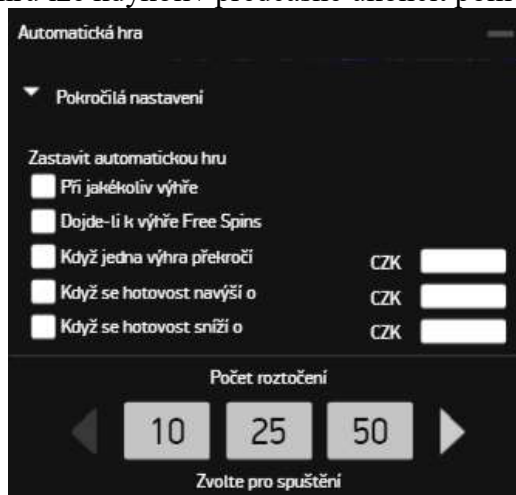 Automatická hra
Pokročilá nastavení
Zastavit automatickou hru
Při jakékoliv výhře
Dojde-li k výhře Free Spins
Když jedna výhra překročí CZK
Když se hotovost navýší o CZK
Když se hotovost sníží o CZK
Počet roztočení
10 25 50
Zvolte pro spuštění